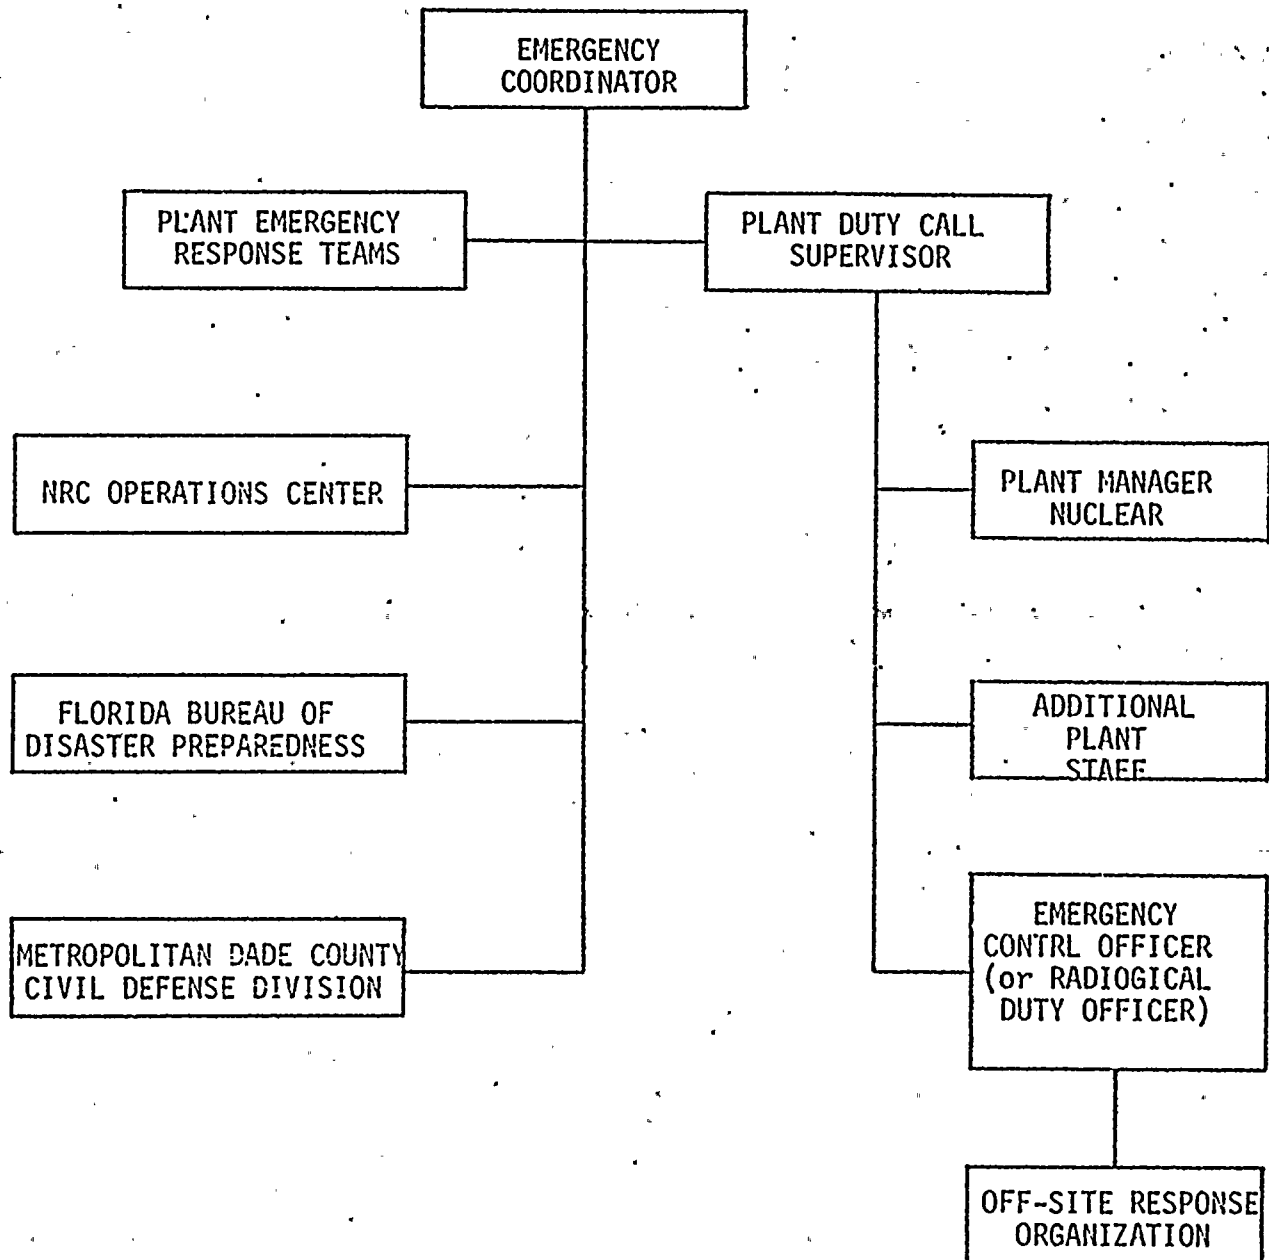 EMERGENCY
COORDINATOR
PLANT EMERGENCY
RESPONSE TEAMS
PLANT DUTY CALL
SUPERVISOR
NRC OPERATIONS CENTER
PLANT MANAGER
NUCLEAR
FLORIDA BUREAU OF
DISASTER PREPAREDNESS
ADDITIONAL
PLANT
STAFF
METROPOLITAN DADE COUNTY
CIVIL DEFENSE DIVISION
EMERGENCY
CONTRL OFFICER
(or RADIOGICAL
DUTY OFFICER)
OFF-SITE RESPONSE
ORGANIZATION